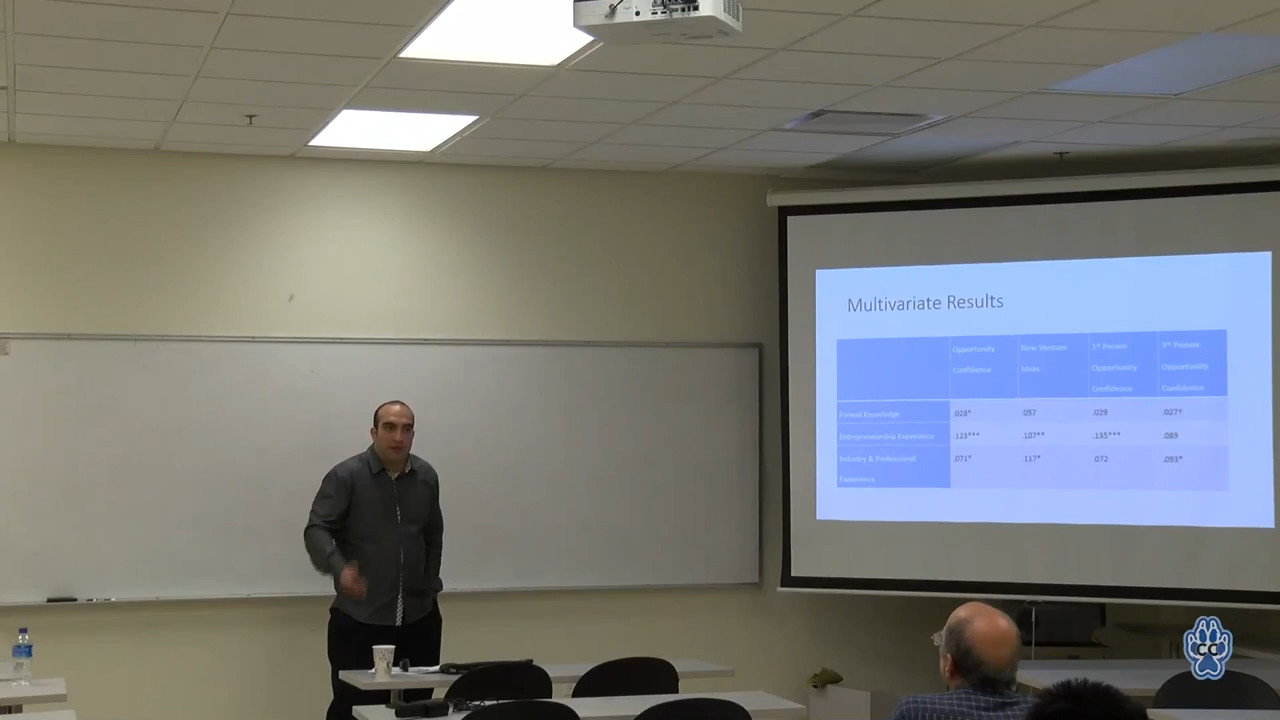 Multivariate Results
Opportunity Confidence
New Venture Ideas
1st Person Opportunity Confidence
3rd Person Opportunity Confidence
Formal Knowledge .028* .057 .029 .027†
Entrepreneurship Experience .123*** .107** .135*** .089
Industry & Professional Experience .071* .117* .072 .093*
CC